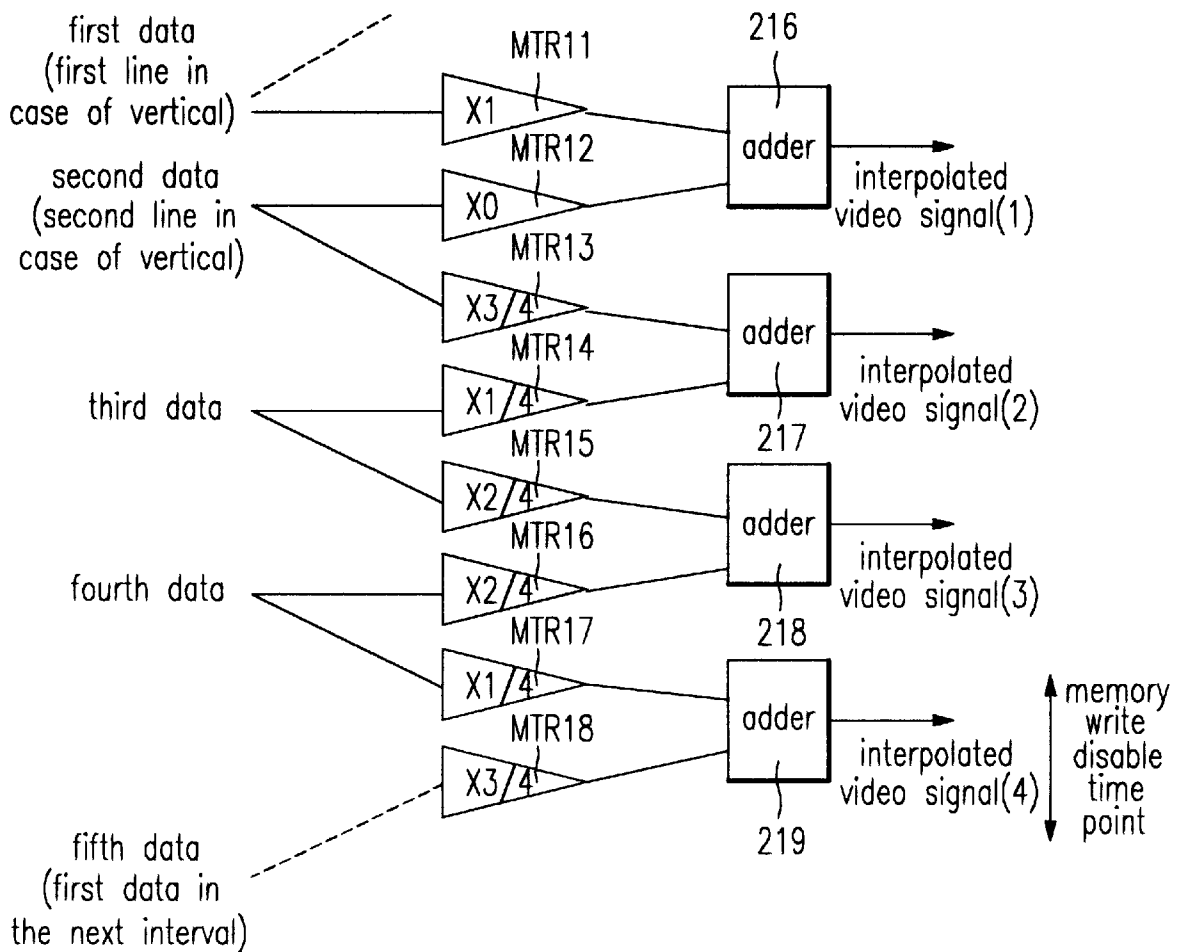 first data
(first line in
case of vertical)
second data
(second line in
case of vertical)
third data
fourth data
fifth data
(first data in
the next interval)
MTR11
X1
MTR12
X0
MTR13
X3/4
MTR14
X1/4
MTR15
X2/4
MTR16
X2/4
MTR17
X1/4
MTR18
X3/4
216
adder
interpolated
video signal(1)
adder
217
interpolated
video signal(2)
adder
218
interpolated
video signal(3)
adder
219
interpolated
video signal(4)
memory
write
disable
time
point